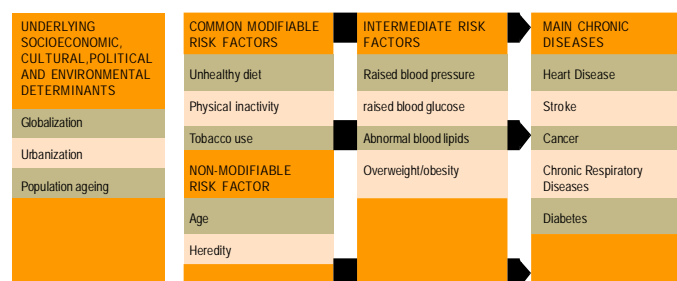 UNDERLYING
SOCIOECONOMIC,
CULTURAL,POLITICAL
AND ENVIRONMENTAL
DETERMINANTS
Globalization
Urbanization
Population ageing
COMMON MODIFIABLE
RISK FACTORS
Unhealthy diet
Physical inactivity
Tobacco use
NON-MODIFIABLE
RISK FACTOR
Age
Heredity
INTERMEDIATE RISK
FACTORS
Raised blood pressure
raised blood glucose
Abnormal blood lipids
Overweight/obesity
MAIN CHRONIC
DISEASES
Heart Disease
Stroke
Cancer
Chronic Respiratory
Diseases
Diabetes